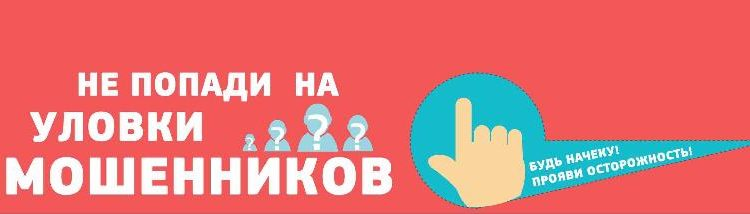 НЕ ПОПАДИ НА
УЛОВКИ
МОШЕННИКОВ
? ? ? ?
БУДЬ НАЧЕКУ!
ПРОЯВИ ОСТОРОЖНОСТЬ!